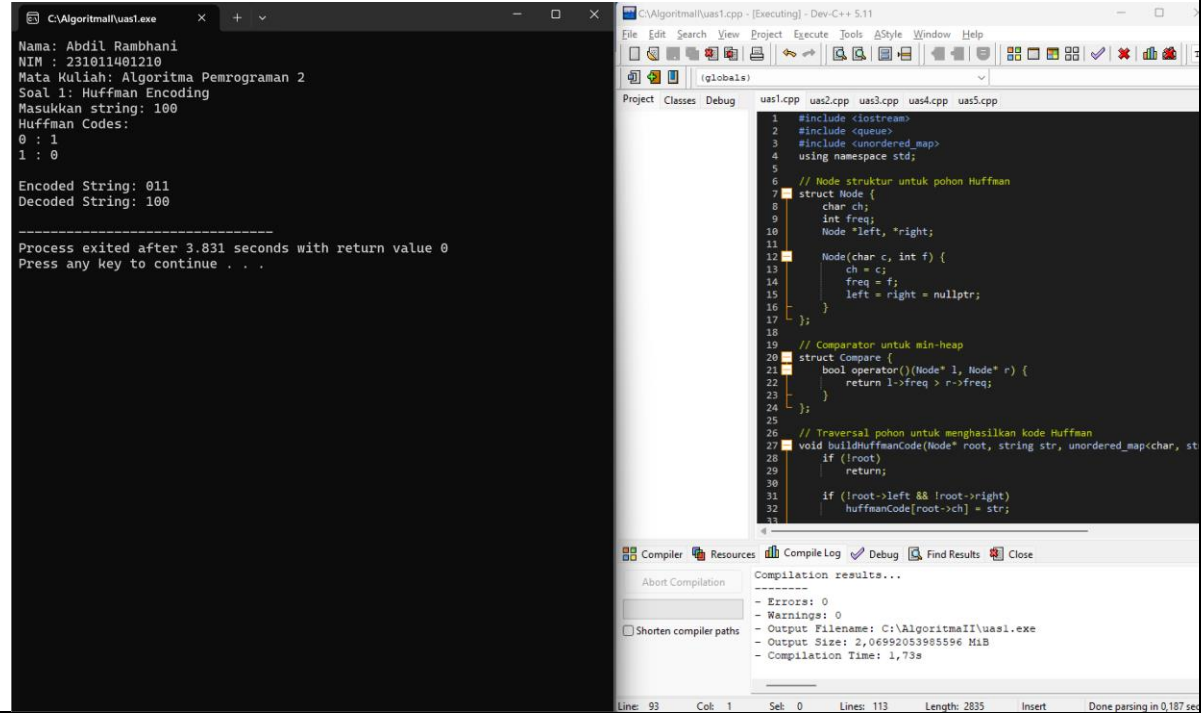 C:\AlgoritmaII\uas1.exe
Nama: Abdil Rambhani
NIM : 231011401210
Mata Kuliah: Algoritma Pemrograman 2
Soal 1: Huffman Encoding
Masukkan string: 100
Huffman Codes:
0 : 1
1 : 0
Encoded String: 011
Decoded String: 100
--------------------------------
Process exited after 3.831 seconds with return value 0
Press any key to continue . . .
C:\AlgoritmaII\uas1.cpp - [Executing] - Dev-C++ 5.11
File Edit Search View Project Execute Tools AStyle Window Help
(globals)
Project Classes Debug
uas1.cpp uas2.cpp uas3.cpp uas4.cpp uas5.cpp
1 #include <iostream>
2 #include <queue>
3 #include <unordered_map>
4 using namespace std;
5
6 // Node struktur untuk pohon Huffman
7 struct Node {
8 char ch;
9 int freq;
10 Node *left, *right;
11
12 Node(char c, int f) {
13 ch = c;
14 freq = f;
15 left = right = nullptr;
16 }
17 };
18
19 // Comparator untuk min-heap
20 struct Compare {
21 bool operator()(Node* l, Node* r) {
22 return l->freq > r->freq;
23 }
24 };
25
26 // Traversal pohon untuk menghasilkan kode Huffman
27 void buildHuffmanCode(Node* root, string str, unordered_map<char, st
28 if (!root)
29 return;
30
31 if (!root->left && !root->right)
32 huffmanCode[root->ch] = str;
33
Compiler Resources Compile Log Debug Find Results Close
Abort Compilation
Shorten compiler paths
Compilation results...
--------
- Errors: 0
- Warnings: 0
- Output Filename: C:\AlgoritmaII\uas1.exe
- Output Size: 2,06992053985596 MiB
- Compilation Time: 1,73s
Line: 93 Col: 1 Sel: 0 Lines: 113 Length: 2835 Insert Done parsing in 0,187 sec